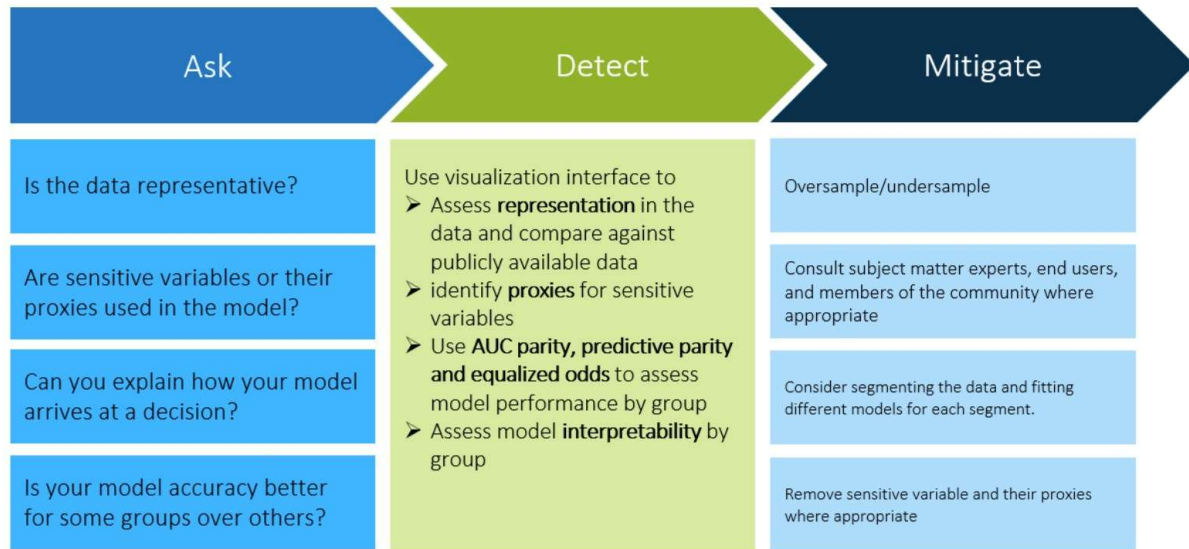 Ask
Detect
Mitigate
Is the data representative?
Are sensitive variables or their
proxies used in the model?
Can you explain how your model
arrives at a decision?
Is your model accuracy better
for some groups over others?
Use visualization interface to
➢ Assess representation in the
data and compare against
publicly available data
➢ identify proxies for sensitive
variables
➢ Use AUC parity, predictive parity
and equalized odds to assess
model performance by group
➢ Assess model interpretability by
group
Oversample/undersample
Consult subject matter experts, end users,
and members of the community where
appropriate
Consider segmenting the data and fitting
different models for each segment.
Remove sensitive variable and their proxies
where appropriate